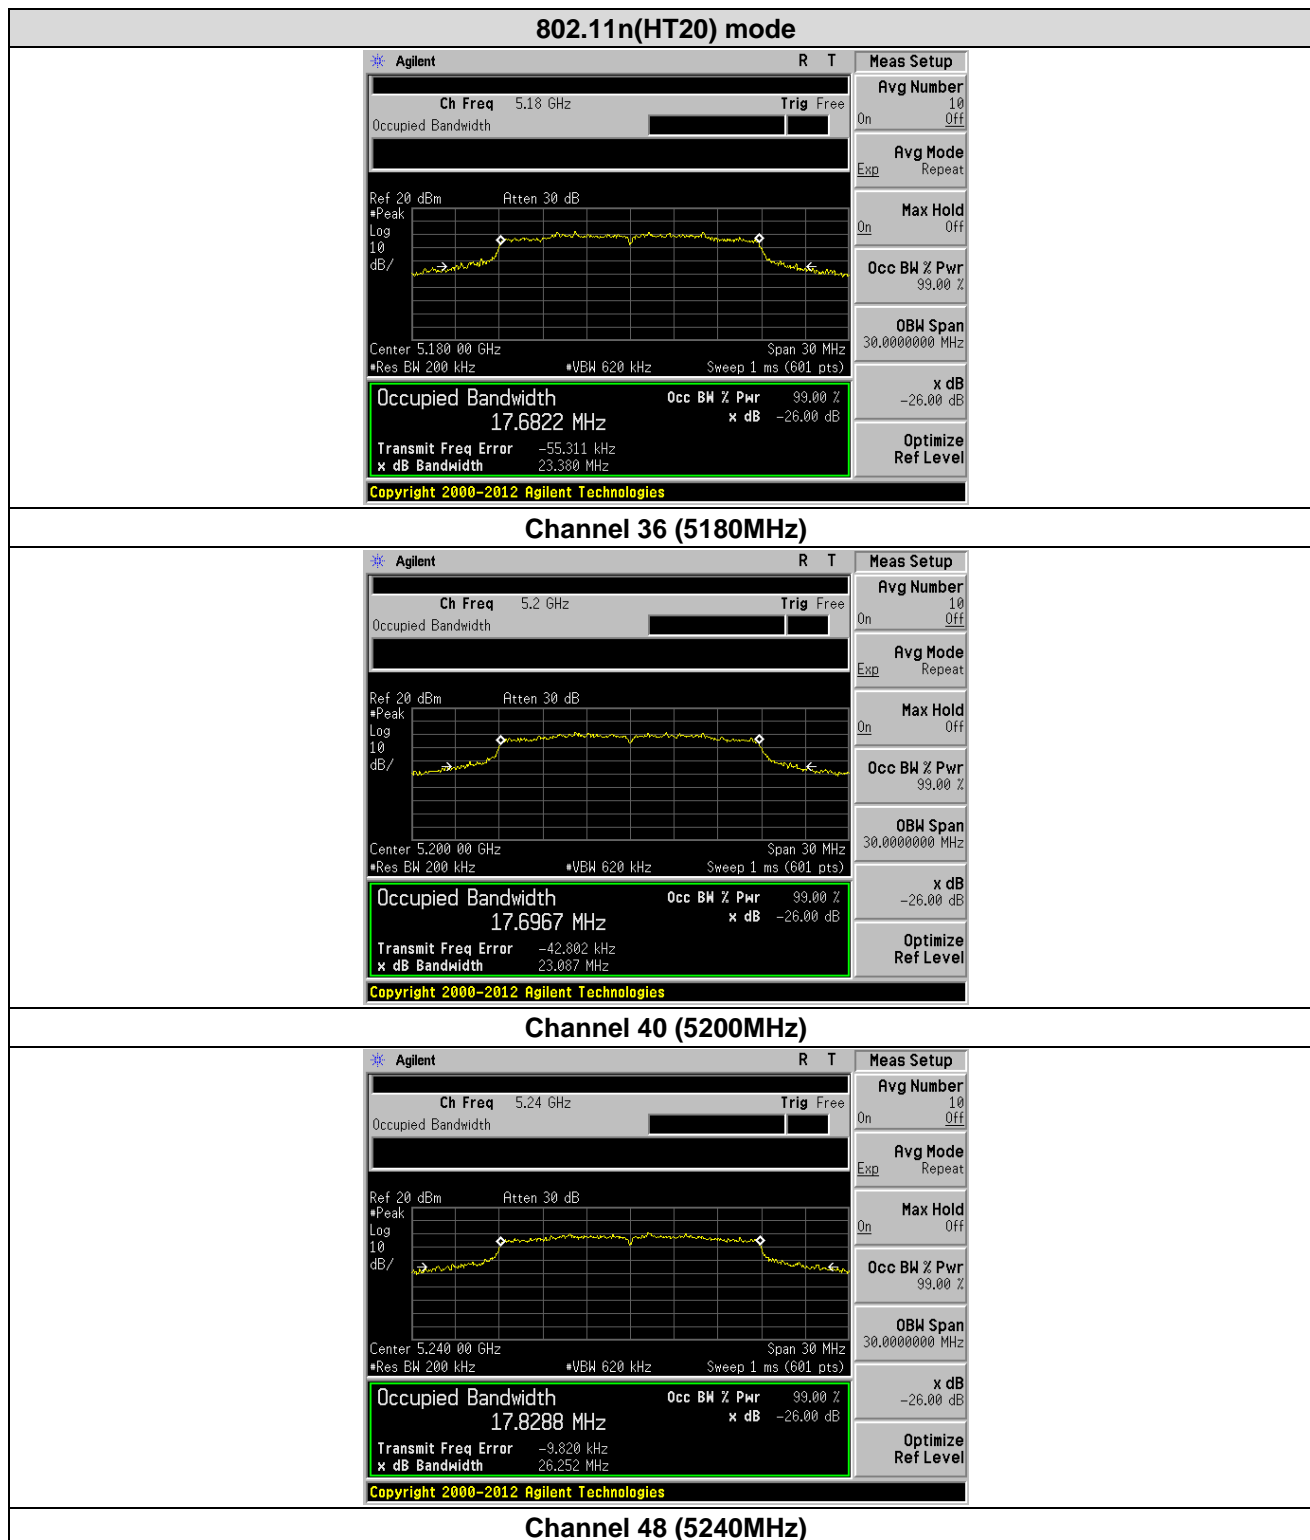 802.11n(HT20) mode
Agilent R T Meas Setup
Ch Freq 5.18 GHz Trig Free
Occupied Bandwidth
Ref 20 dBm Atten 30 dB
#Peak
Log
10
dB/
Center 5.180 00 GHz Span 30 MHz
#Res BW 200 kHz #VBW 620 kHz Sweep 1 ms (601 pts)
Occupied Bandwidth Occ BW % Pwr 99.00 %
17.6822 MHz x dB -26.00 dB
Transmit Freq Error -55.311 kHz
x dB Bandwidth 23.380 MHz
Copyright 2000-2012 Agilent Technologies
Avg Number
10
On Off
Avg Mode
Exp Repeat
Max Hold
On Off
Occ BW % Pwr
99.00 %
OBW Span
30.0000000 MHz
x dB
-26.00 dB
Optimize
Ref Level
Channel 36 (5180MHz)
Agilent R T Meas Setup
Ch Freq 5.2 GHz Trig Free
Occupied Bandwidth
Ref 20 dBm Atten 30 dB
#Peak
Log
10
dB/
Center 5.200 00 GHz Span 30 MHz
#Res BW 200 kHz #VBW 620 kHz Sweep 1 ms (601 pts)
Occupied Bandwidth Occ BW % Pwr 99.00 %
17.6967 MHz x dB -26.00 dB
Transmit Freq Error -42.802 kHz
x dB Bandwidth 23.087 MHz
Copyright 2000-2012 Agilent Technologies
Avg Number
10
On Off
Avg Mode
Exp Repeat
Max Hold
On Off
Occ BW % Pwr
99.00 %
OBW Span
30.0000000 MHz
x dB
-26.00 dB
Optimize
Ref Level
Channel 40 (5200MHz)
Agilent R T Meas Setup
Ch Freq 5.24 GHz Trig Free
Occupied Bandwidth
Ref 20 dBm Atten 30 dB
#Peak
Log
10
dB/
Center 5.240 00 GHz Span 30 MHz
#Res BW 200 kHz #VBW 620 kHz Sweep 1 ms (601 pts)
Occupied Bandwidth Occ BW % Pwr 99.00 %
17.8288 MHz x dB -26.00 dB
Transmit Freq Error -9.820 kHz
x dB Bandwidth 26.252 MHz
Copyright 2000-2012 Agilent Technologies
Avg Number
10
On Off
Avg Mode
Exp Repeat
Max Hold
On Off
Occ BW % Pwr
99.00 %
OBW Span
30.0000000 MHz
x dB
-26.00 dB
Optimize
Ref Level
Channel 48 (5240MHz)